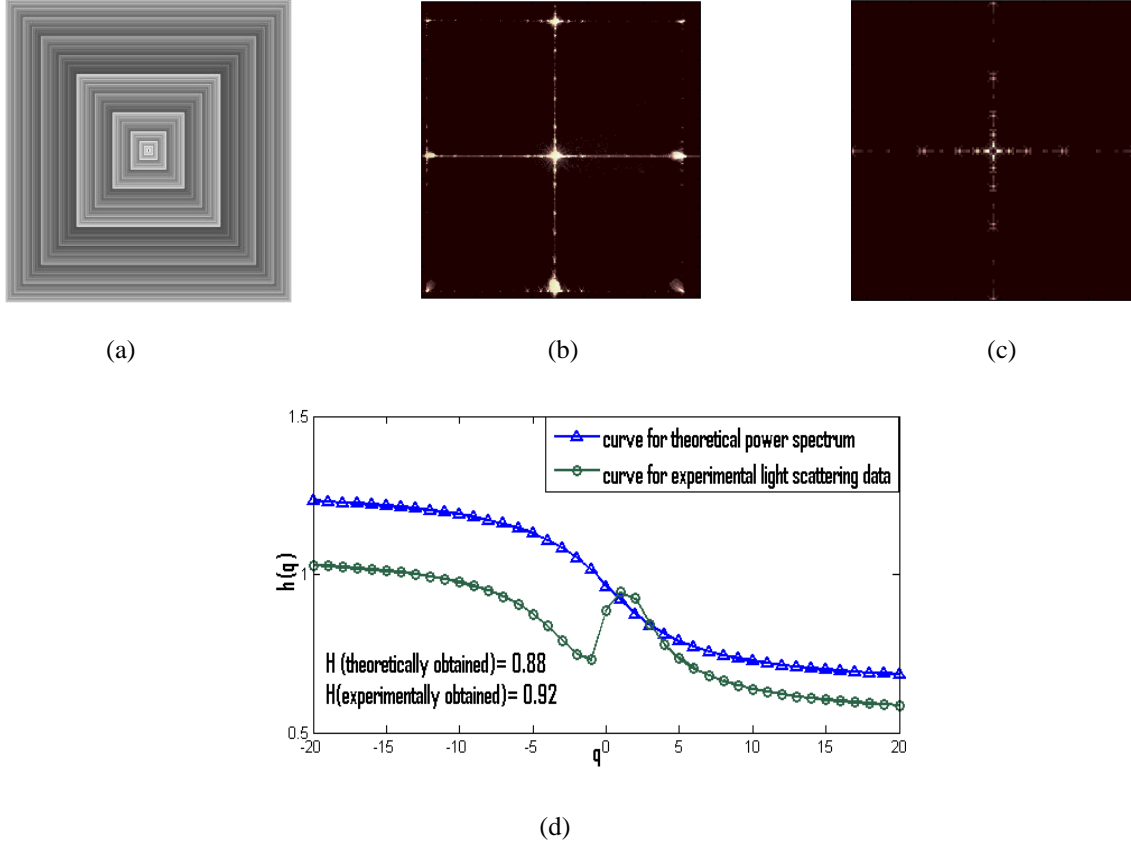 (a)
(b)
(c)
1.5
curve for theoretical power spectrum
curve for experimental light scattering data
h(q)
1
H (theoretically obtained)= 0.88
H(experimentally obtained)= 0.92
0.5
-20 -15 -10 -5 0 5 10 15 20
q
(d)